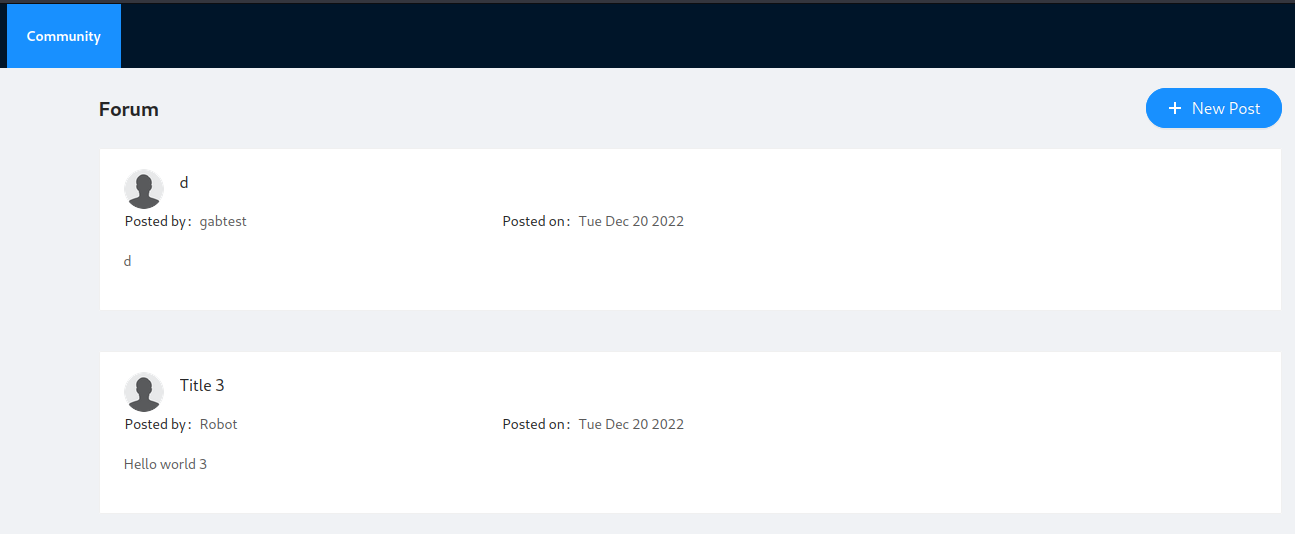 Community
Forum
+ New Post
d
Posted by: gabtest Posted on: Tue Dec 20 2022
d
Title 3
Posted by: Robot Posted on: Tue Dec 20 2022
Hello world 3